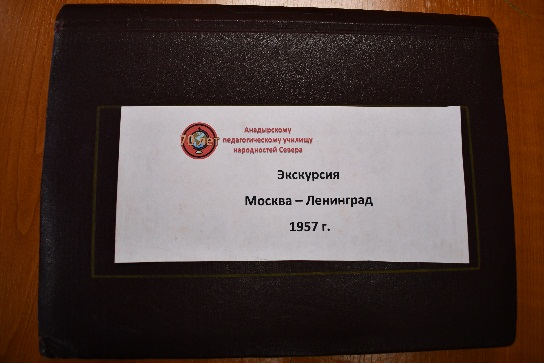 70 лет
Анадырскому
педагогическому училищу
народностей Севера
Экскурсия
Москва – Ленинград
1957 г.